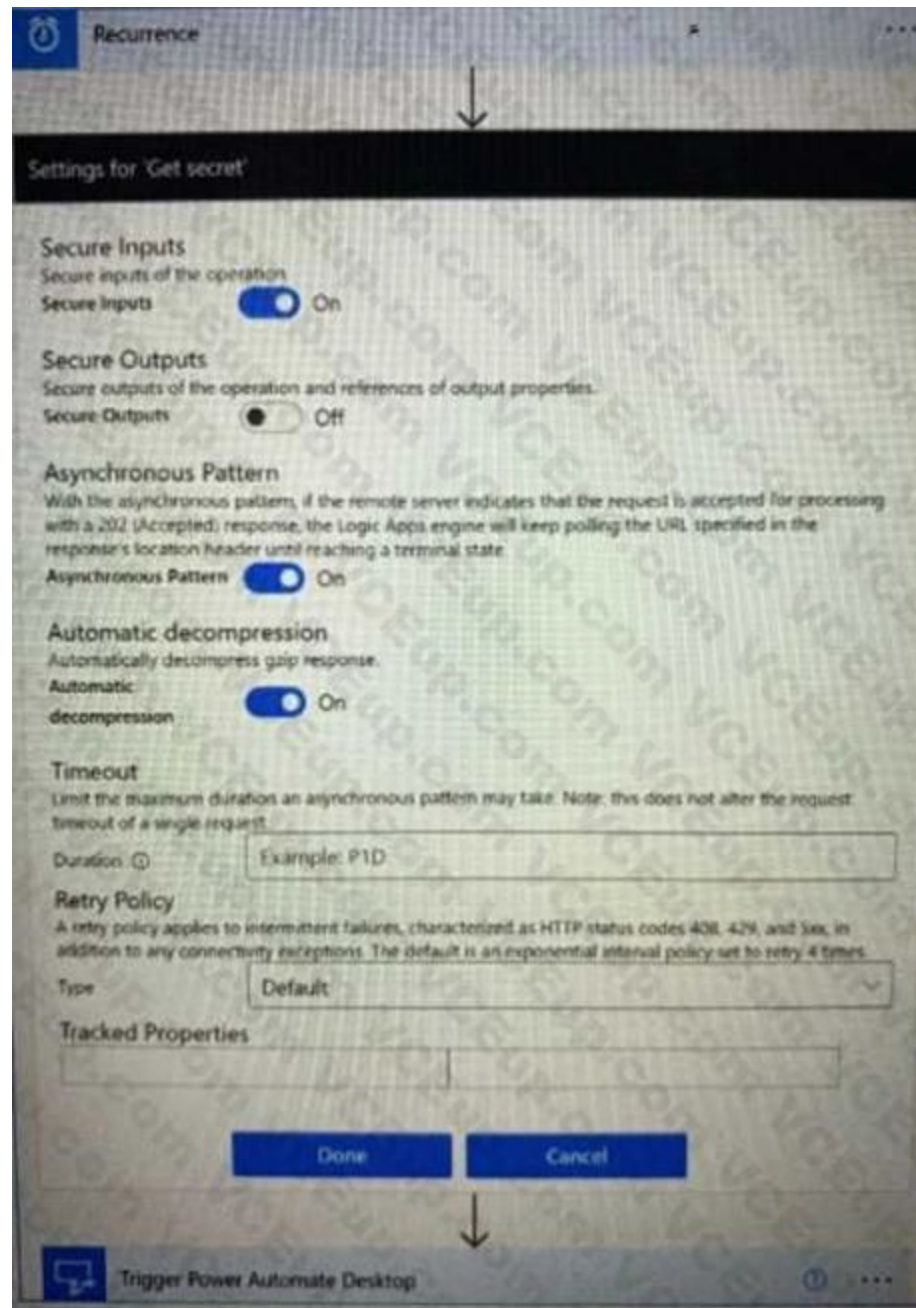 Recurrence
Settings for 'Get secret'
Secure Inputs
Secure inputs of the operation
Secure Inputs On
Secure Outputs
Secure outputs of the operation and references of output properties.
Secure Outputs Off
Asynchronous Pattern
With the asynchronous pattern, if the remote server indicates that the request is accepted for processing
with a 202 (Accepted) response, the Logic Apps engine will keep polling the URL specified in the
response's location header until reaching a terminal state.
Asynchronous Pattern On
Automatic decompression
Automatically decompress gzip response.
Automatic
decompression On
Timeout
Limit the maximum duration an asynchronous pattern may take. Note: this does not alter the request
timeout of a single request.
Duration Example: P1D
Retry Policy
A retry policy applies to intermittent failures, characterized as HTTP status codes 408, 429, and 5xx, in
addition to any connectivity exceptions. The default is an exponential interval policy set to retry 4 times.
Type Default
Tracked Properties
Done Cancel
Trigger Power Automate Desktop
VCEup.com